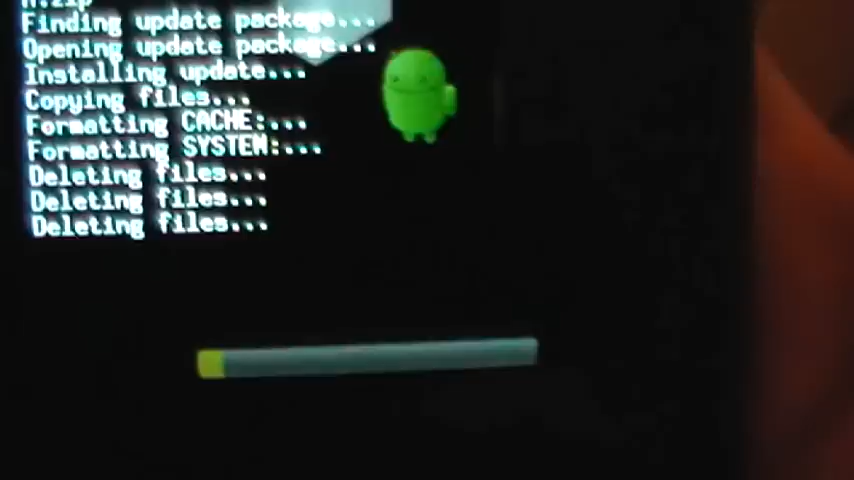 n.zip
Finding update package...
Opening update package...
Installing update...
Copying files...
Formatting CACHE:...
Formatting SYSTEM:...
Deleting files...
Deleting files...
Deleting files...